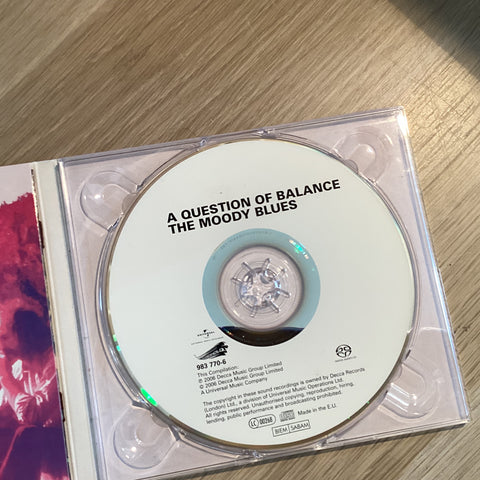 A QUESTION OF BALANCE
THE MOODY BLUES
UNIVERSAL
983 770-6
This Compilation:
℗ 2006 Decca Music Group Limited
© 2006 Decca Music Group Limited
A Universal Music Company
The copyright in these sound recordings is owned by Decca Records
(London) Ltd., a division of Universal Music Operations Ltd.
All rights reserved. Unauthorised copying, reproduction, hiring,
lending, public performance and broadcasting prohibited.
LC 00268
Made in the E.U.
BIEM SABAM